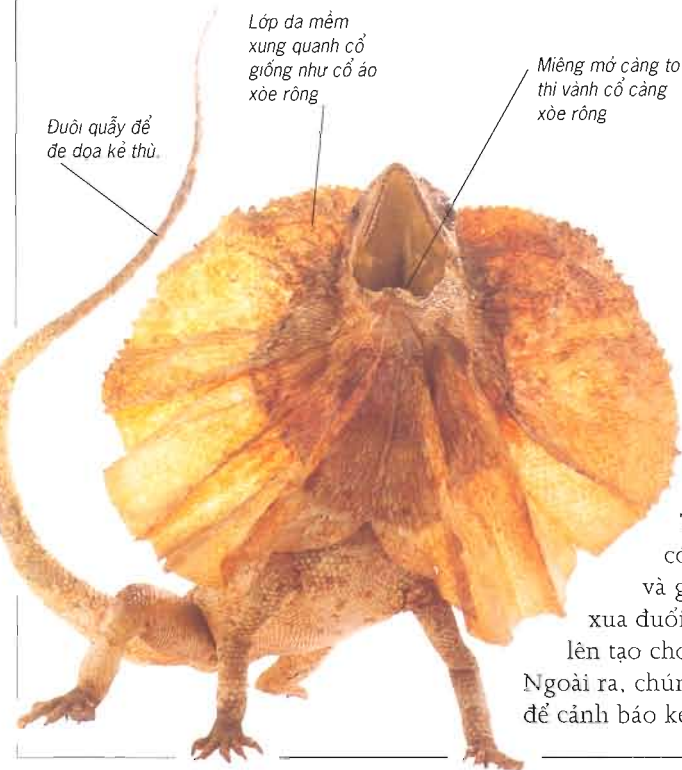 Lớp da mềm
xung quanh cổ
giống như cổ áo
xòe rông
Miêng mở càng to
thì vành cổ càng
xòe rông
Đuôi quẫy để
đe dọa kẻ thù.
và g
xua đuổi
lên tạo cho
Ngoài ra, chún
để cảnh báo kẻ